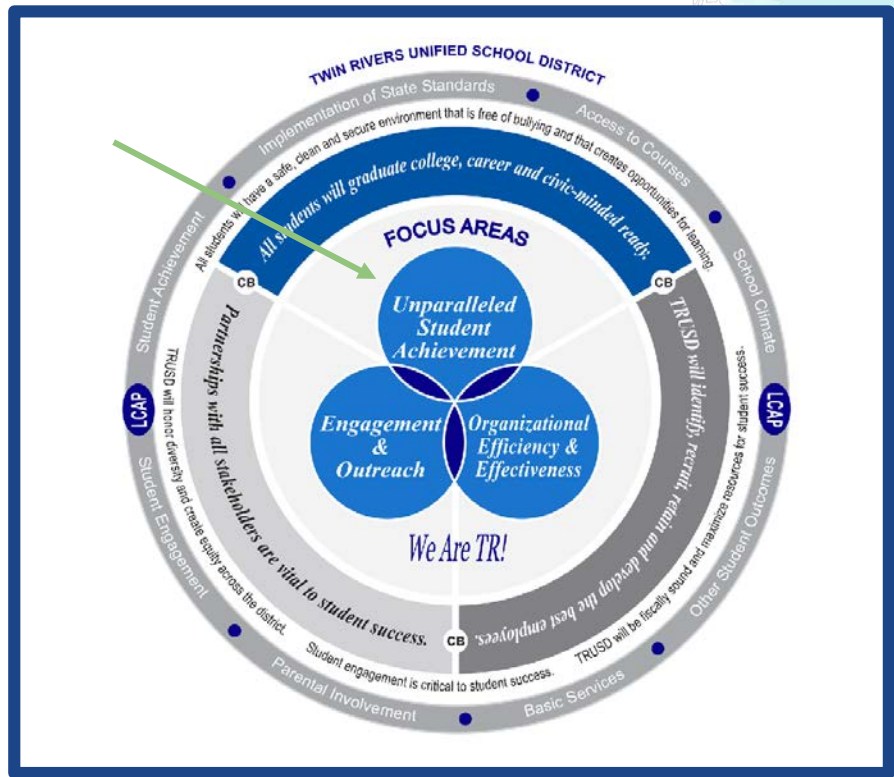 TWIN RIVERS UNIFIED SCHOOL DISTRICT
Student Achievement
Implementation of State Standards
Access to Courses
School Climate
LCAP
Other Student Outcomes
Basic Services
Parental Involvement
Student Engagement
LCAP
All students will have a safe, clean and secure environment that is free of bullying and that creates opportunities for learning.
TRUSD will be fiscally sound and maximize resources for student success.
Student engagement is critical to student success.
TRUSD will honor diversity and create equity across the district.
All students will graduate college, career and civic-minded ready.
CB
TRUSD will identify, recruit, retain and develop the best employees.
CB
Partnerships with all stakeholders are vital to student success.
CB
FOCUS AREAS
Unparalleled
Student
Achievement
Engagement
&
Outreach
Organizational
Efficiency &
Effectiveness
We Are TR!